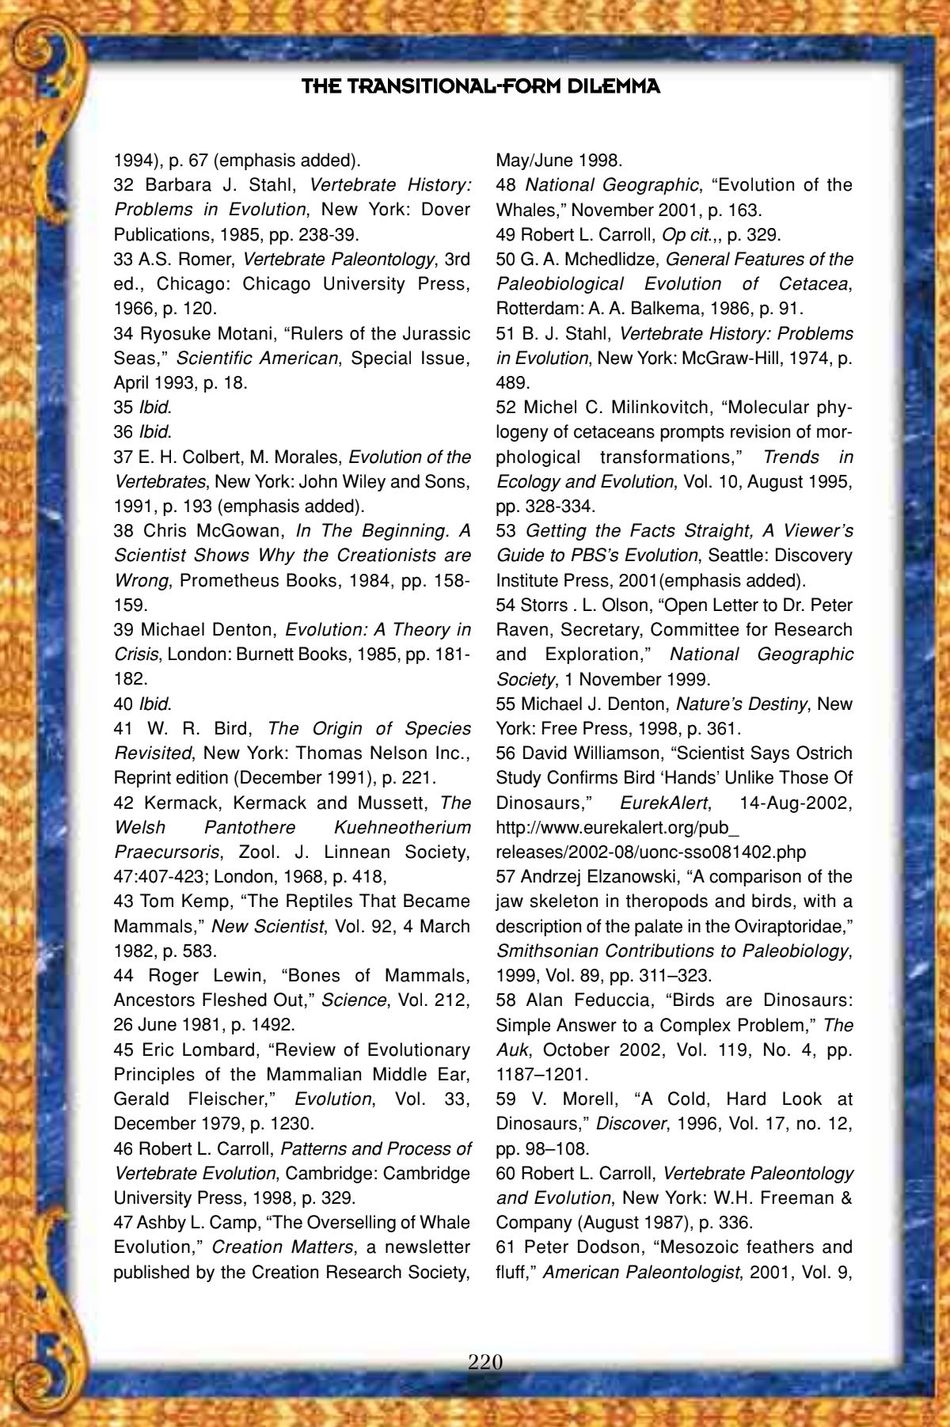 THE TRANSITIONAL-FORM DILEMMA
1994), p. 67 (emphasis added).
32 Barbara J. Stahl, Vertebrate History:
Problems in Evolution, New York: Dover
Publications, 1985, pp. 238-39.
33 A.S. Romer, Vertebrate Paleontology, 3rd
ed., Chicago: Chicago University Press,
1966, p. 120.
34 Ryosuke Motani, “Rulers of the Jurassic
Seas,” Scientific American, Special Issue,
April 1993, p. 18.
35 Ibid.
36 Ibid.
37 E. H. Colbert, M. Morales, Evolution of the
Vertebrates, New York: John Wiley and Sons,
1991, p. 193 (emphasis added).
38 Chris McGowan, In The Beginning. A
Scientist Shows Why the Creationists are
Wrong, Prometheus Books, 1984, pp. 158-
159.
39 Michael Denton, Evolution: A Theory in
Crisis, London: Burnett Books, 1985, pp. 181-
182.
40 Ibid.
41 W. R. Bird, The Origin of Species
Revisited, New York: Thomas Nelson Inc.,
Reprint edition (December 1991), p. 221.
42 Kermack, Kermack and Mussett, The
Welsh Pantothere Kuehneotherium
Praecursoris, Zool. J. Linnean Society,
47:407-423; London, 1968, p. 418,
43 Tom Kemp, “The Reptiles That Became
Mammals,” New Scientist, Vol. 92, 4 March
1982, p. 583.
44 Roger Lewin, “Bones of Mammals,
Ancestors Fleshed Out,” Science, Vol. 212,
26 June 1981, p. 1492.
45 Eric Lombard, “Review of Evolutionary
Principles of the Mammalian Middle Ear,
Gerald Fleischer,” Evolution, Vol. 33,
December 1979, p. 1230.
46 Robert L. Carroll, Patterns and Process of
Vertebrate Evolution, Cambridge: Cambridge
University Press, 1998, p. 329.
47 Ashby L. Camp, “The Overselling of Whale
Evolution,” Creation Matters, a newsletter
published by the Creation Research Society,
May/June 1998.
48 National Geographic, “Evolution of the
Whales,” November 2001, p. 163.
49 Robert L. Carroll, Op cit.,, p. 329.
50 G. A. Mchedlidze, General Features of the
Paleobiological Evolution of Cetacea,
Rotterdam: A. A. Balkema, 1986, p. 91.
51 B. J. Stahl, Vertebrate History: Problems
in Evolution, New York: McGraw-Hill, 1974, p.
489.
52 Michel C. Milinkovitch, “Molecular phy-
logeny of cetaceans prompts revision of mor-
phological transformations,” Trends in
Ecology and Evolution, Vol. 10, August 1995,
pp. 328-334.
53 Getting the Facts Straight, A Viewer’s
Guide to PBS’s Evolution, Seattle: Discovery
Institute Press, 2001(emphasis added).
54 Storrs . L. Olson, “Open Letter to Dr. Peter
Raven, Secretary, Committee for Research
and Exploration,” National Geographic
Society, 1 November 1999.
55 Michael J. Denton, Nature’s Destiny, New
York: Free Press, 1998, p. 361.
56 David Williamson, “Scientist Says Ostrich
Study Confirms Bird ‘Hands’ Unlike Those Of
Dinosaurs,” EurekAlert, 14-Aug-2002,
http://www.eurekalert.org/pub_
releases/2002-08/uonc-sso081402.php
57 Andrzej Elzanowski, “A comparison of the
jaw skeleton in theropods and birds, with a
description of the palate in the Oviraptoridae,”
Smithsonian Contributions to Paleobiology,
1999, Vol. 89, pp. 311–323.
58 Alan Feduccia, “Birds are Dinosaurs:
Simple Answer to a Complex Problem,” The
Auk, October 2002, Vol. 119, No. 4, pp.
1187–1201.
59 V. Morell, “A Cold, Hard Look at
Dinosaurs,” Discover, 1996, Vol. 17, no. 12,
pp. 98–108.
60 Robert L. Carroll, Vertebrate Paleontology
and Evolution, New York: W.H. Freeman &
Company (August 1987), p. 336.
61 Peter Dodson, “Mesozoic feathers and
fluff,” American Paleontologist, 2001, Vol. 9,
220